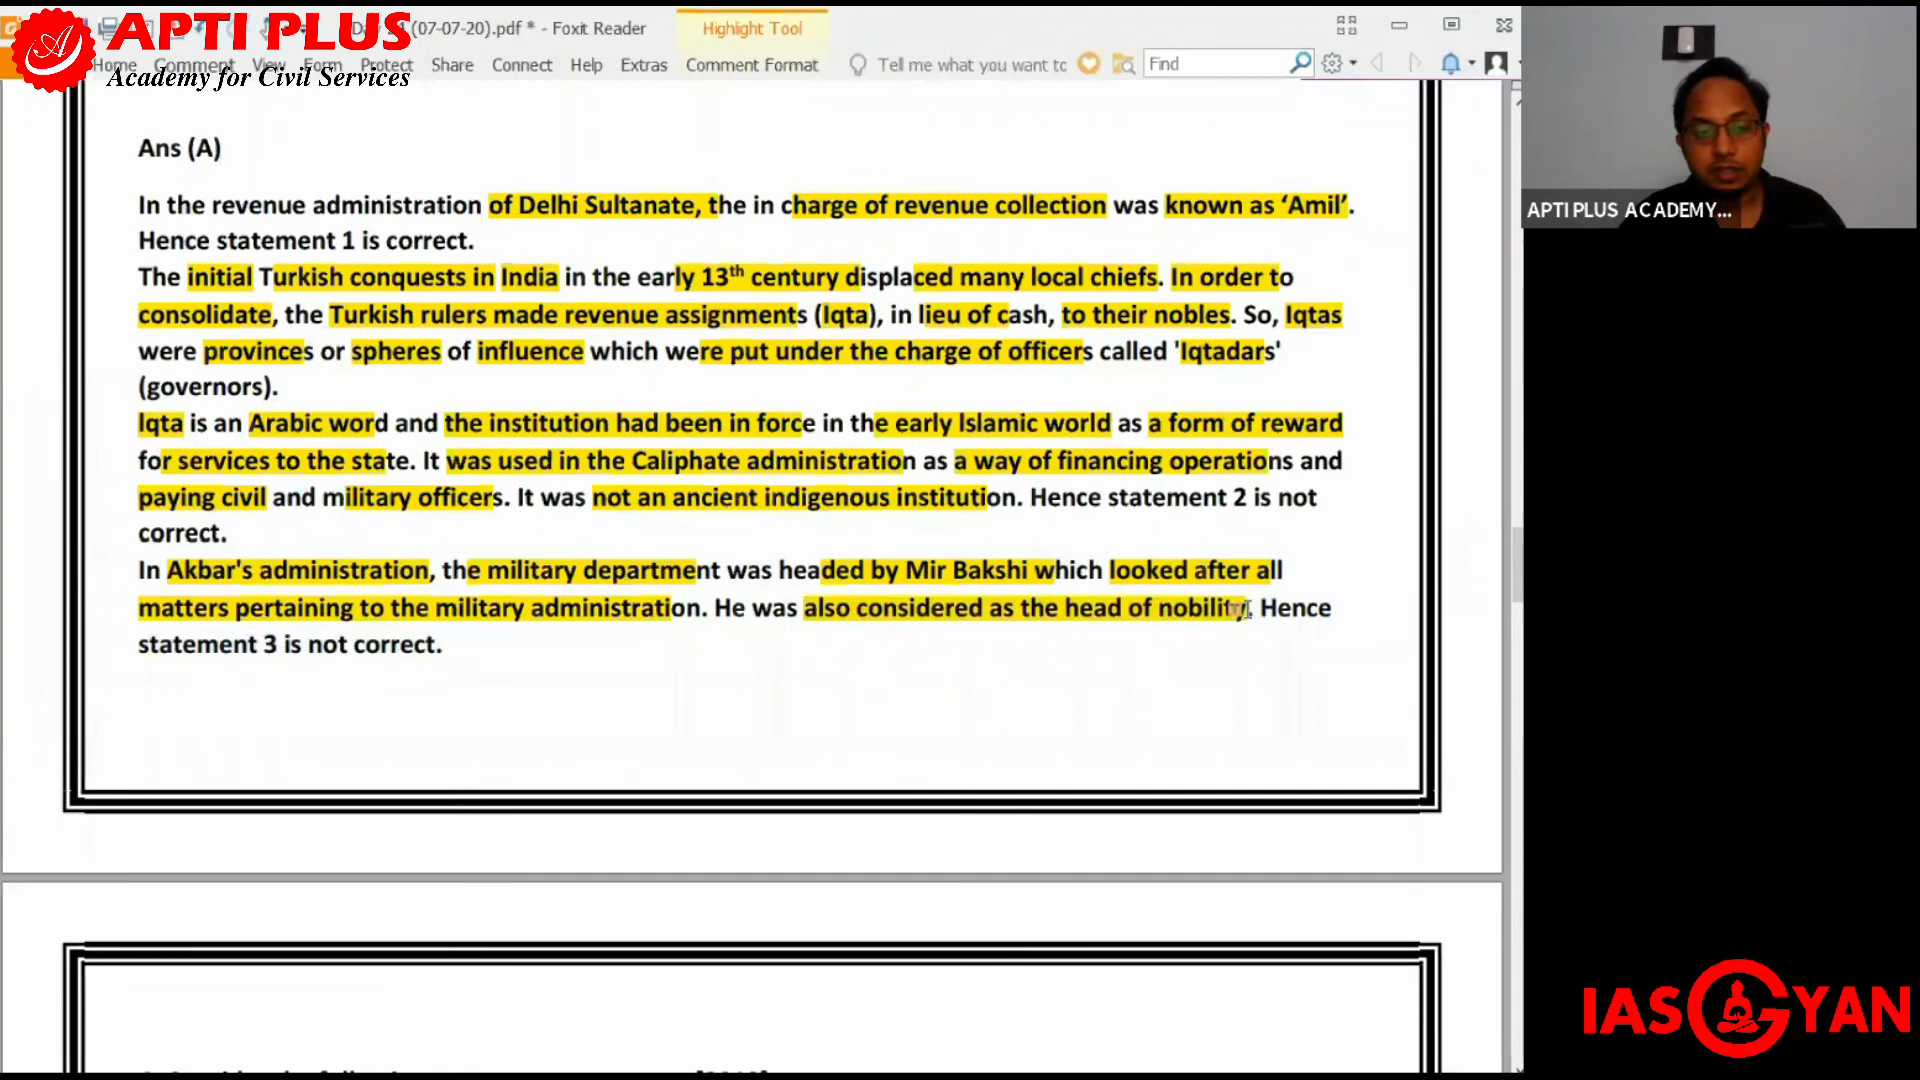 APTI PLUS
Academy for Civil Services
(07-07-20).pdf * - Foxit Reader
Highlight Tool
Home Comment View Form Protect Share Connect Help Extras Comment Format Tell me what you want to Find
Ans (A)
In the revenue administration of Delhi Sultanate, the in charge of revenue collection was known as ‘Amil’.
Hence statement 1 is correct.
The initial Turkish conquests in India in the early 13th century displaced many local chiefs. In order to
consolidate, the Turkish rulers made revenue assignments (Iqta), in lieu of cash, to their nobles. So, Iqtas
were provinces or spheres of influence which were put under the charge of officers called 'Iqtadars'
(governors).
Iqta is an Arabic word and the institution had been in force in the early Islamic world as a form of reward
for services to the state. It was used in the Caliphate administration as a way of financing operations and
paying civil and military officers. It was not an ancient indigenous institution. Hence statement 2 is not
correct.
In Akbar's administration, the military department was headed by Mir Bakshi which looked after all
matters pertaining to the military administration. He was also considered as the head of nobility. Hence
statement 3 is not correct.
APTI PLUS ACADEMY...
IAS GYAN